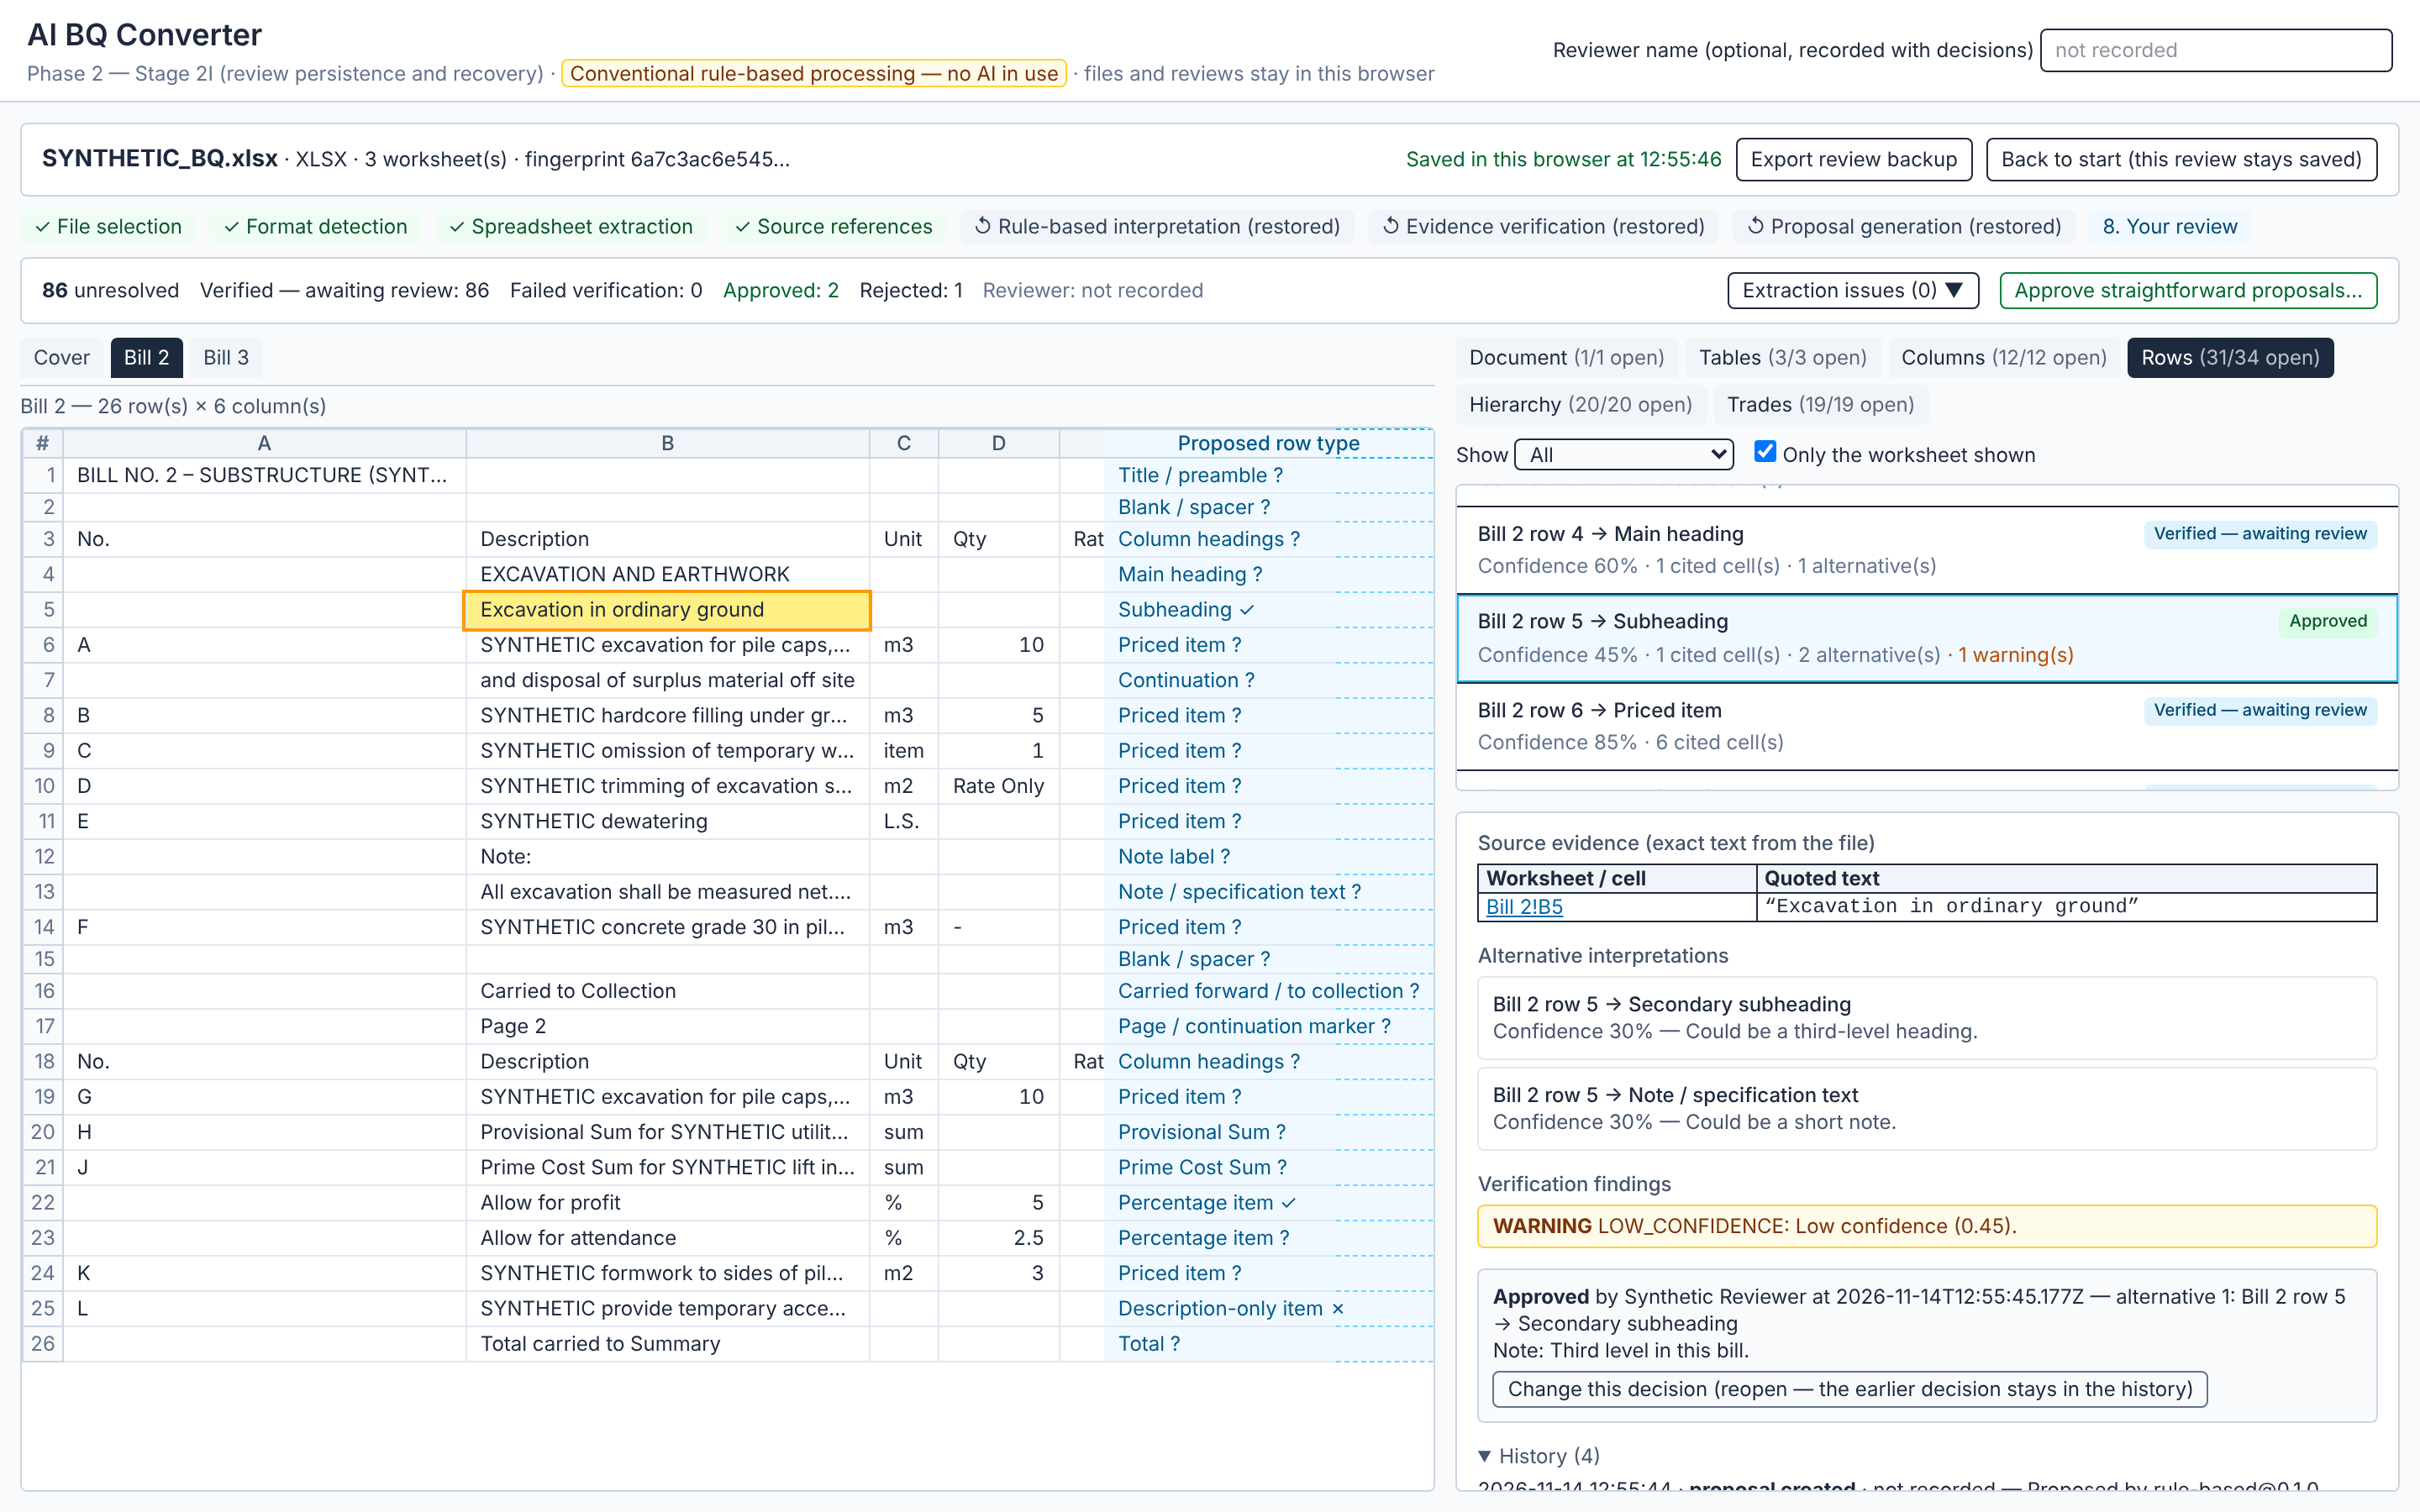 AI BQ Converter
Phase 2 — Stage 2I (review persistence and recovery) · Conventional rule-based processing — no AI in use · files and reviews stay in this browser
Reviewer name (optional, recorded with decisions) not recorded
SYNTHETIC_BQ.xlsx · XLSX · 3 worksheet(s) · fingerprint 6a7c3ac6e545…
Saved in this browser at 12:55:46 Export review backup Back to start (this review stays saved)
✓ File selection ✓ Format detection ✓ Spreadsheet extraction ✓ Source references ↺ Rule-based interpretation (restored) ↺ Evidence verification (restored) ↺ Proposal generation (restored) 8. Your review
86 unresolved Verified — awaiting review: 86 Failed verification: 0 Approved: 2 Rejected: 1 Reviewer: not recorded
Extraction issues (0) ▼ Approve straightforward proposals…
Cover Bill 2 Bill 3
Bill 2 — 26 row(s) × 6 column(s)
# A B C D Proposed row type
1 BILL NO. 2 – SUBSTRUCTURE (SYNT... Title / preamble ?
2 Blank / spacer ?
3 No. Description Unit Qty Rat Column headings ?
4 EXCAVATION AND EARTHWORK Main heading ?
5 Excavation in ordinary ground Subheading ✓
6 A SYNTHETIC excavation for pile caps,... m3 10 Priced item ?
7 and disposal of surplus material off site Continuation ?
8 B SYNTHETIC hardcore filling under gr... m3 5 Priced item ?
9 C SYNTHETIC omission of temporary w... item 1 Priced item ?
10 D SYNTHETIC trimming of excavation s... m2 Rate Only Priced item ?
11 E SYNTHETIC dewatering L.S. Priced item ?
12 Note: Note label ?
13 All excavation shall be measured net.... Note / specification text ?
14 F SYNTHETIC concrete grade 30 in pil... m3 - Priced item ?
15 Blank / spacer ?
16 Carried to Collection Carried forward / to collection ?
17 Page 2 Page / continuation marker ?
18 No. Description Unit Qty Rat Column headings ?
19 G SYNTHETIC excavation for pile caps,... m3 10 Priced item ?
20 H Provisional Sum for SYNTHETIC utilit... sum Provisional Sum ?
21 J Prime Cost Sum for SYNTHETIC lift in... sum Prime Cost Sum ?
22 Allow for profit % 5 Percentage item ✓
23 Allow for attendance % 2.5 Percentage item ?
24 K SYNTHETIC formwork to sides of pil... m2 3 Priced item ?
25 L SYNTHETIC provide temporary acce... Description-only item ×
26 Total carried to Summary Total ?
Document (1/1 open) Tables (3/3 open) Columns (12/12 open) Rows (31/34 open)
Hierarchy (20/20 open) Trades (19/19 open)
Show All Only the worksheet shown
Bill 2 row 4 → Main heading Verified — awaiting review
Confidence 60% · 1 cited cell(s) · 1 alternative(s)
Bill 2 row 5 → Subheading Approved
Confidence 45% · 1 cited cell(s) · 2 alternative(s) · 1 warning(s)
Bill 2 row 6 → Priced item Verified — awaiting review
Confidence 85% · 6 cited cell(s)
Source evidence (exact text from the file)
Worksheet / cell Quoted text
Bill 2!B5 “Excavation in ordinary ground”
Alternative interpretations
Bill 2 row 5 → Secondary subheading
Confidence 30% — Could be a third-level heading.
Bill 2 row 5 → Note / specification text
Confidence 30% — Could be a short note.
Verification findings
WARNING LOW_CONFIDENCE: Low confidence (0.45).
Approved by Synthetic Reviewer at 2026-11-14T12:55:45.177Z — alternative 1: Bill 2 row 5
→ Secondary subheading
Note: Third level in this bill.
Change this decision (reopen — the earlier decision stays in the history)
▼ History (4)
2026-11-14 12:55:44 · proposal created · not recorded — Proposed by rule-based@0.1.0